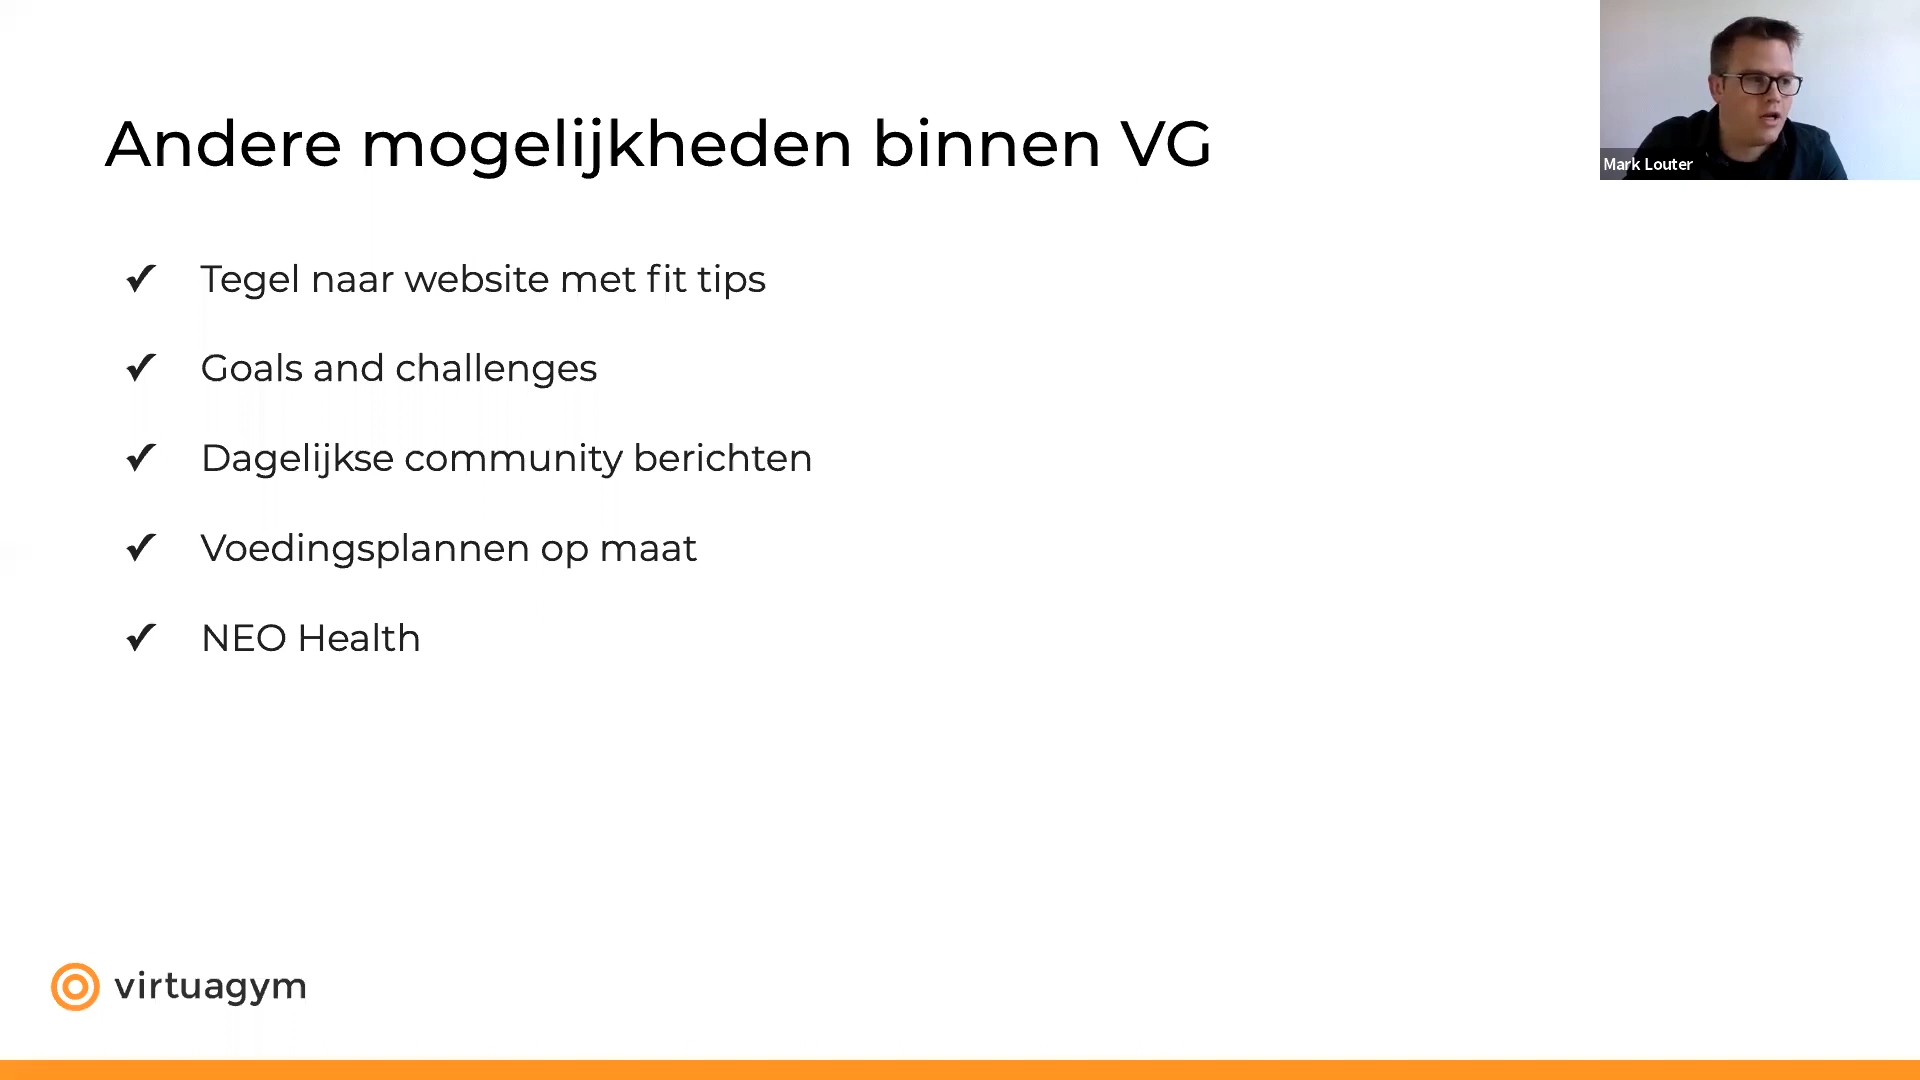 Andere mogelijkheden binnen VG
Mark Louter
✔ Tegel naar website met fit tips
✔ Goals and challenges
✔ Dagelijkse community berichten
✔ Voedingsplannen op maat
✔ NEO Health
virtuagym